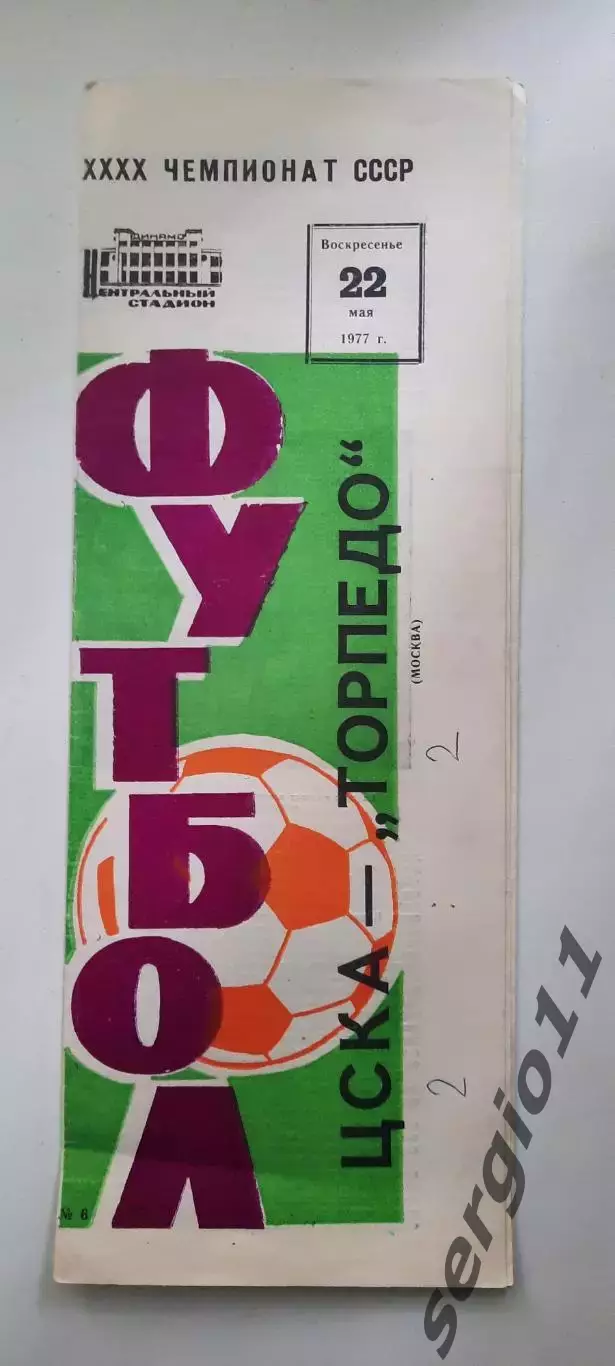 XXXX ЧЕМПИОНАТ СССР
ДИНАМО
ЦЕНТРАЛЬНЫЙ
СТАДИОН
Воскресенье
22
мая
1977 г.
ФУТБОЛ
ЦСКА — „ТОРПЕДО“
(МОСКВА)
2 : 2
№ 6
sergio11